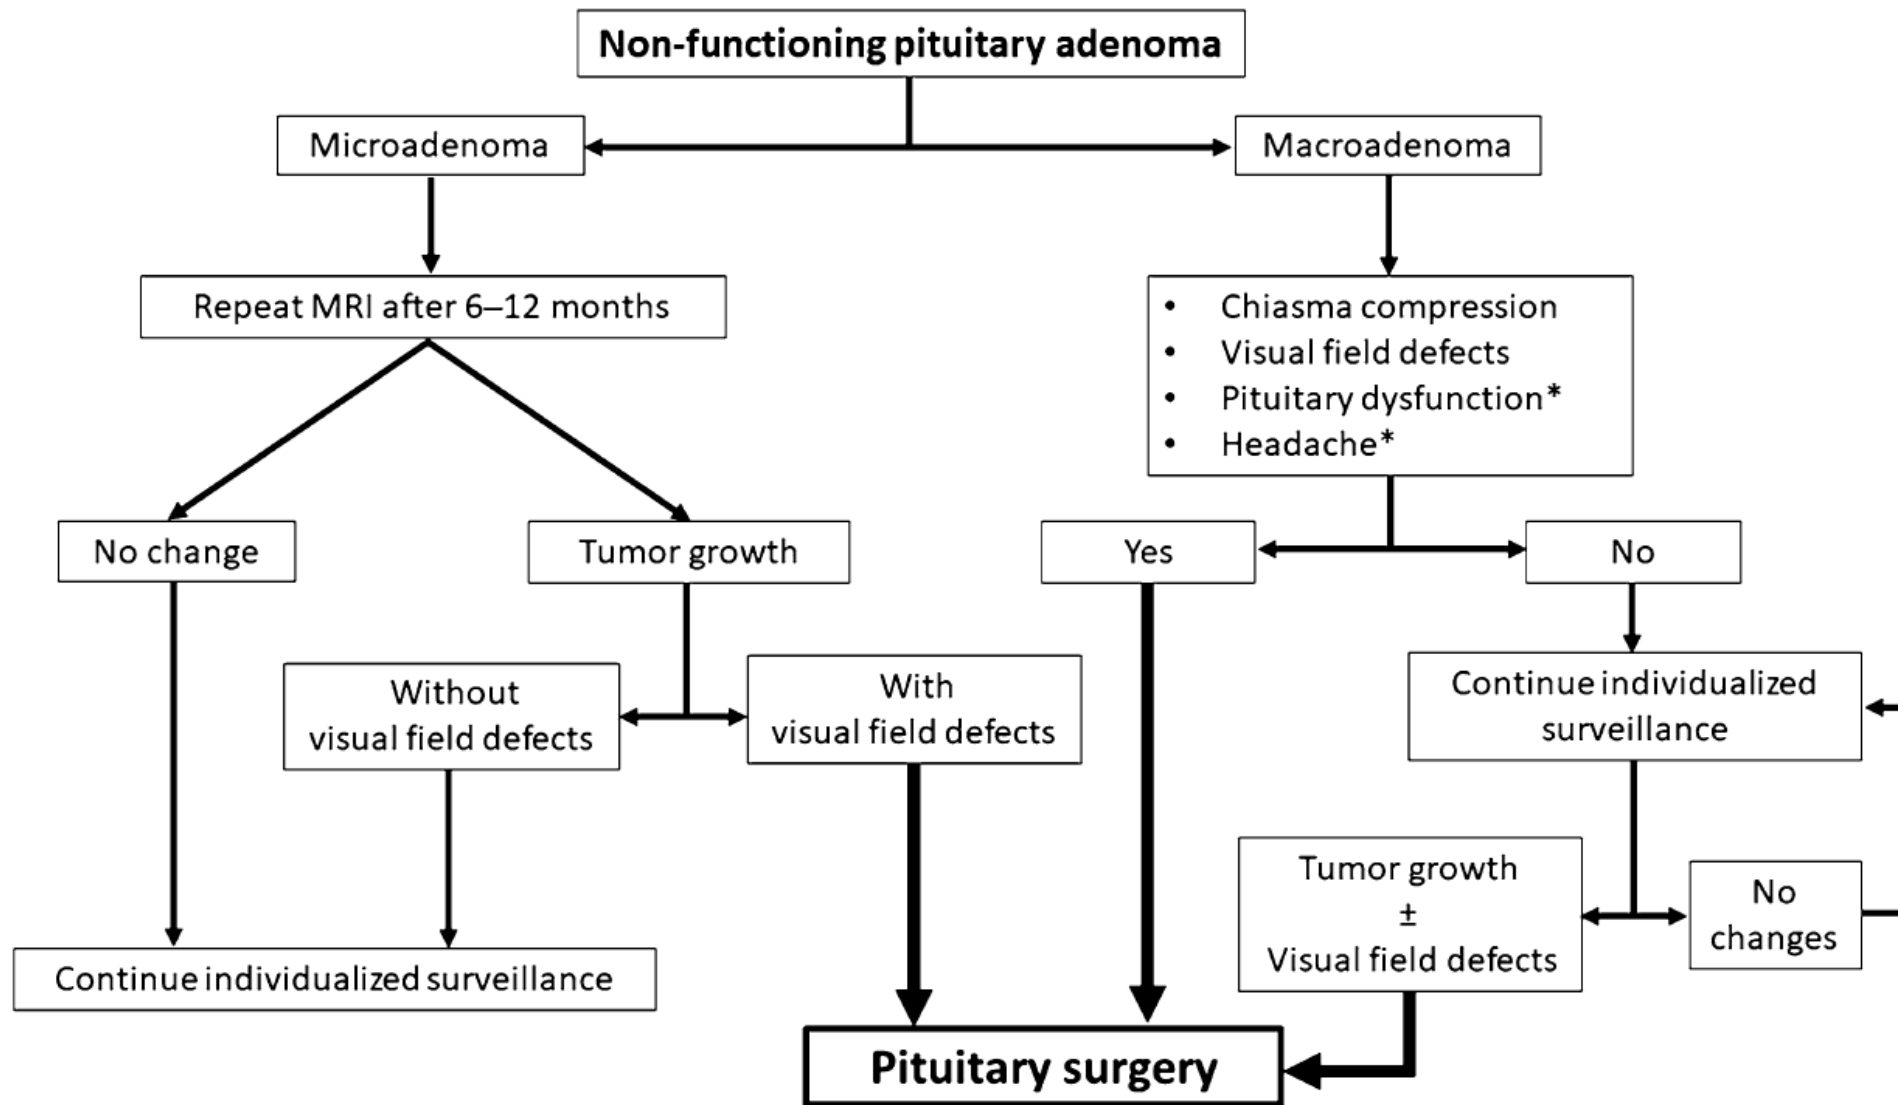 Non-functioning pituitary adenoma
Microadenoma
Macroadenoma
Repeat MRI after 6–12 months
• Chiasma compression
• Visual field defects
• Pituitary dysfunction*
• Headache*
No change
Tumor growth
Yes
No
Without
visual field defects
With
visual field defects
Continue individualized
surveillance
Tumor growth
±
Visual field defects
No
changes
Continue individualized surveillance
Pituitary surgery